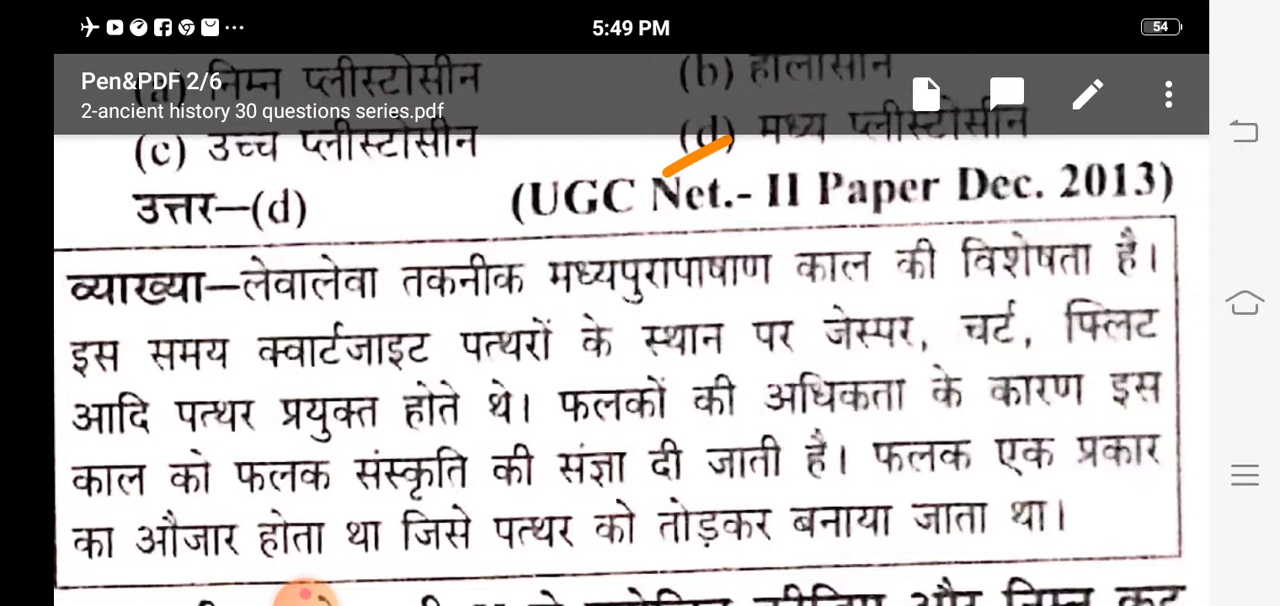 5:49 PM
54
Pen&PDF 2/6
2-ancient history 30 questions series.pdf
(a) निम्न प्लीस्टोसीन (b) होलोसीन
(c) उच्च प्लीस्टोसीन (d) मध्य प्लीस्टोसीन
उत्तर–(d) (UGC Net.- II Paper Dec. 2013)
व्याख्या–लेवालेवा तकनीक मध्यपुरापाषाण काल की विशेषता है।
इस समय क्वार्टजाइट पत्थरों के स्थान पर जेस्पर, चर्ट, फ्लिट
आदि पत्थर प्रयुक्त होते थे। फलकों की अधिकता के कारण इस
काल को फलक संस्कृति की संज्ञा दी जाती है। फलक एक प्रकार
का औजार होता था जिसे पत्थर को तोड़कर बनाया जाता था।
और निम्न कूट